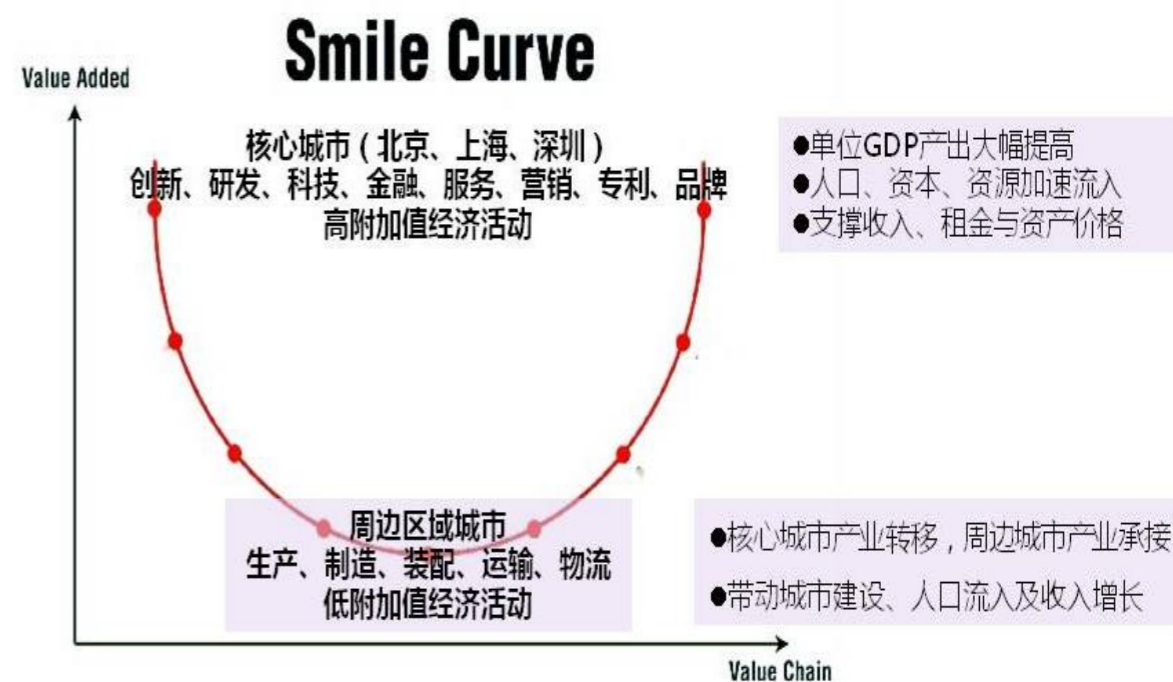 Smile Curve
Value Added
核心城市（北京、上海、深圳）
创新、研发、科技、金融、服务、营销、专利、品牌
高附加值经济活动
●单位GDP产出大幅提高
●人口、资本、资源加速流入
●支撑收入、租金与资产价格
周边区域城市
生产、制造、装配、运输、物流
低附加值经济活动
●核心城市产业转移，周边城市产业承接
●带动城市建设、人口流入及收入增长
Value Chain